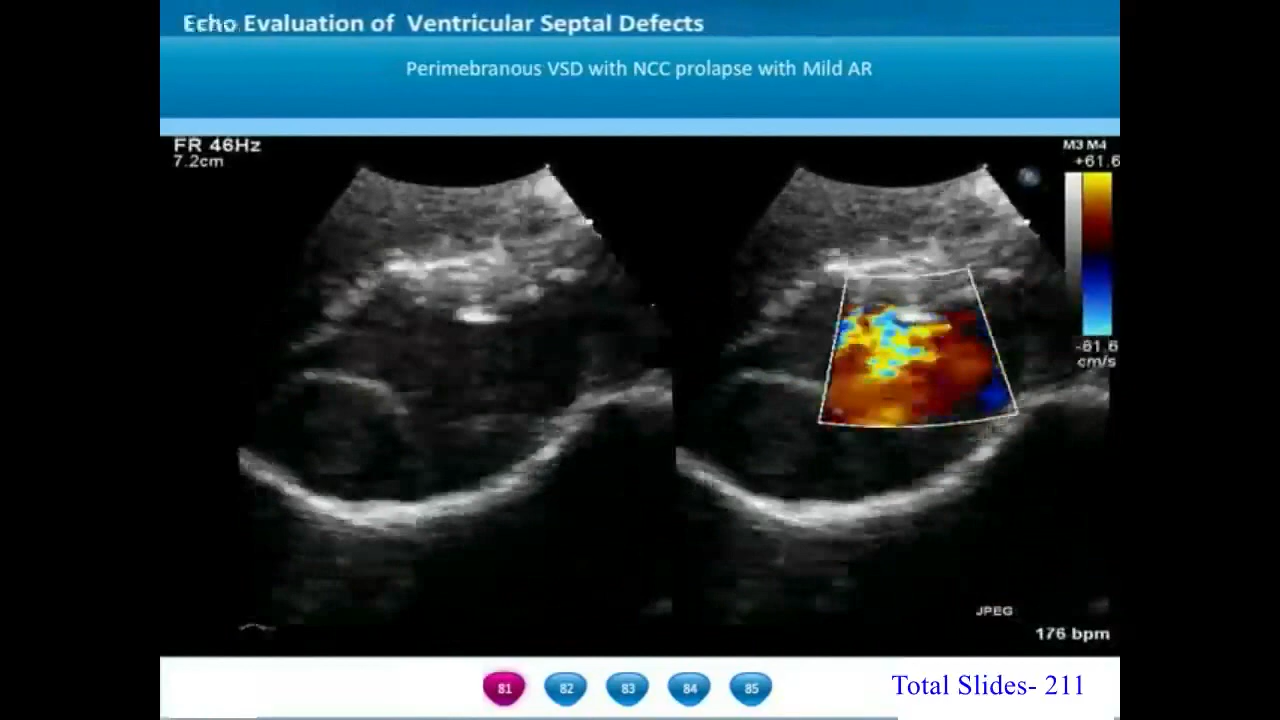 Echo Evaluation of Ventricular Septal Defects
Perimebranous VSD with NCC prolapse with Mild AR
FR 46Hz
7.2cm
M3 M4
+61.6
-61.6
cm/s
JPEG
176 bpm
81 82 83 84 85
Total Slides- 211